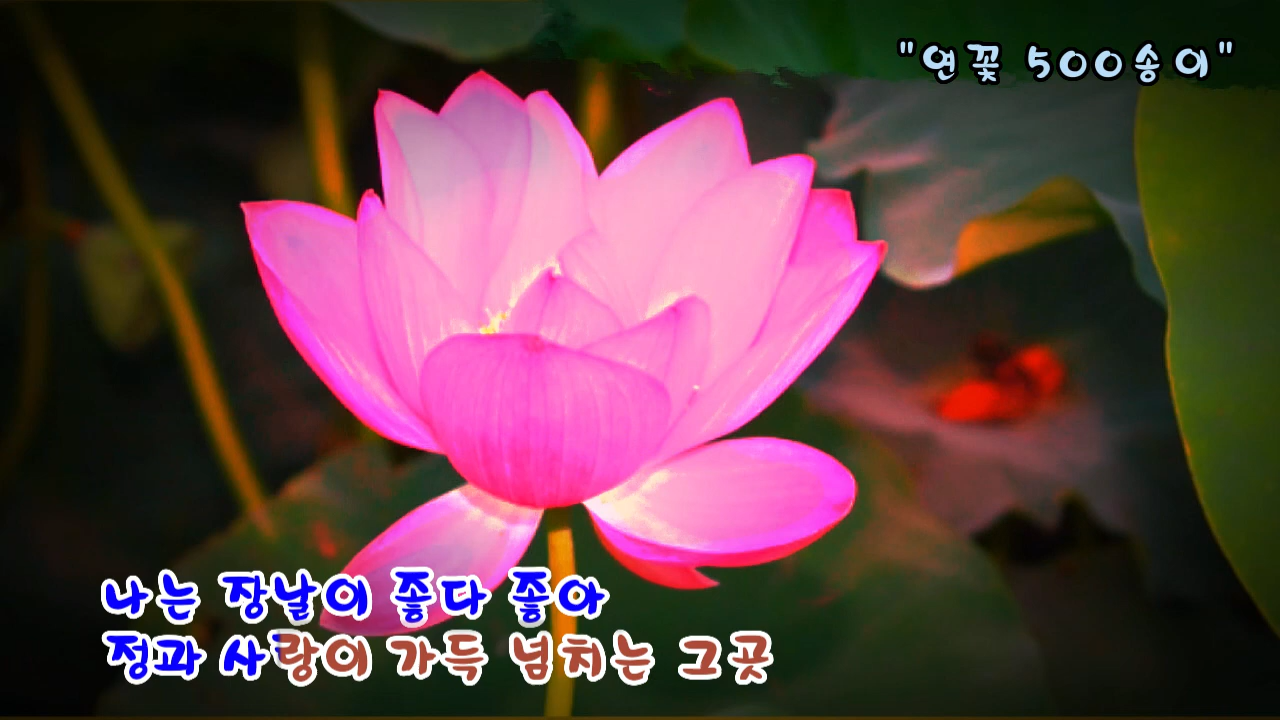 "연꽃 500송이"
나는 장날이 좋다 좋아
정과 사랑이 가득 넘치는 그곳